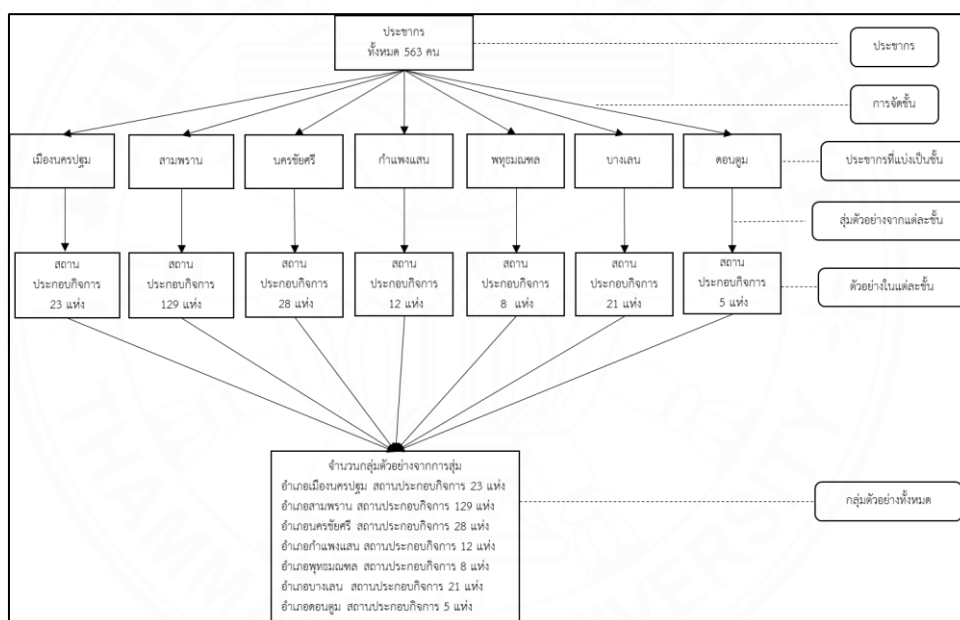 ประชากร
ทั้งหมด 563 คน
ประชากร
การจัดชั้น
เมืองนครปฐม
สามพราน
นครชัยศรี
กำแพงแสน
พุทธมณฑล
บางเลน
ดอนตูม
ประชากรที่แบ่งเป็นชั้น
สุ่มตัวอย่างจากแต่ละชั้น
สถาน
ประกอบกิจการ
23 แห่ง
สถาน
ประกอบกิจการ
129 แห่ง
สถาน
ประกอบกิจการ
28 แห่ง
สถาน
ประกอบกิจการ
12 แห่ง
สถาน
ประกอบกิจการ
8 แห่ง
สถาน
ประกอบกิจการ
21 แห่ง
สถาน
ประกอบกิจการ
5 แห่ง
ตัวอย่างในแต่ละชั้น
จำนวนกลุ่มตัวอย่างจากการสุ่ม
อำเภอเมืองนครปฐม สถานประกอบกิจการ 23 แห่ง
อำเภอสามพราน สถานประกอบกิจการ 129 แห่ง
อำเภอนครชัยศรี สถานประกอบกิจการ 28 แห่ง
อำเภอกำแพงแสน สถานประกอบกิจการ 12 แห่ง
อำเภอพุทธมณฑล สถานประกอบกิจการ 8 แห่ง
อำเภอบางเลน สถานประกอบกิจการ 21 แห่ง
อำเภอดอนตูม สถานประกอบกิจการ 5 แห่ง
กลุ่มตัวอย่างทั้งหมด